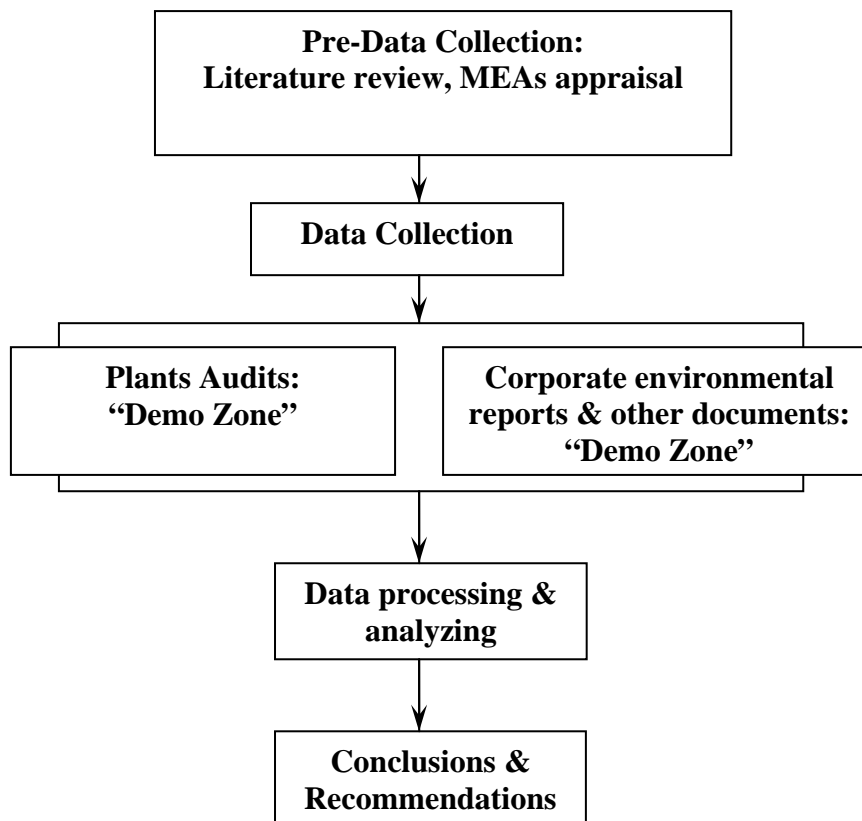 Pre-Data Collection:
Literature review, MEAs appraisal
Data Collection
Plants Audits:
“Demo Zone”
Corporate environmental
reports & other documents:
“Demo Zone”
Data processing &
analyzing
Conclusions &
Recommendations